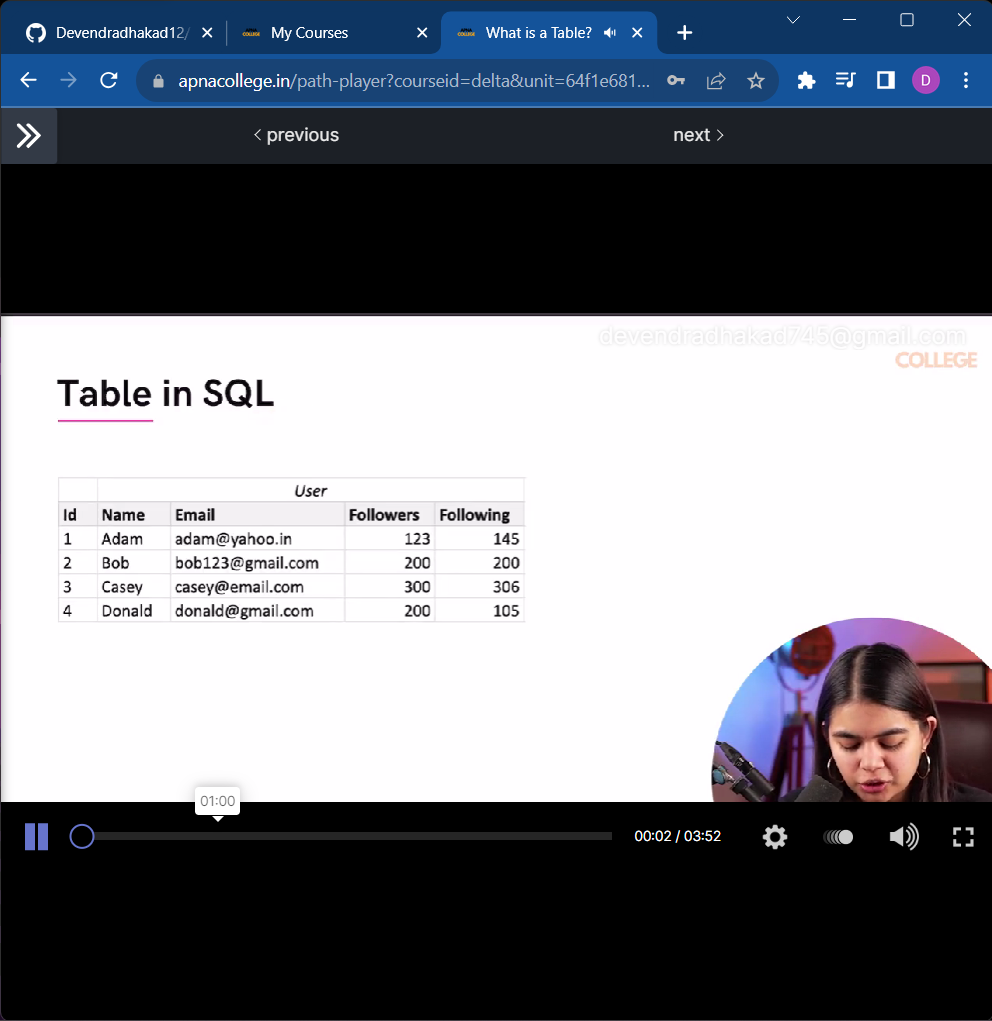 Devendradhakad12/
My Courses
What is a Table?
apnacollege.in/path-player?courseid=delta&unit=64f1e681...
D
previous
next
devendradhakad745@gmail.com
COLLEGE
Table in SQL
User
Id Name Email Followers Following
1 Adam adam@yahoo.in 123 145
2 Bob bob123@gmail.com 200 200
3 Casey casey@email.com 300 306
4 Donald donald@gmail.com 200 105
01:00
00:02 / 03:52